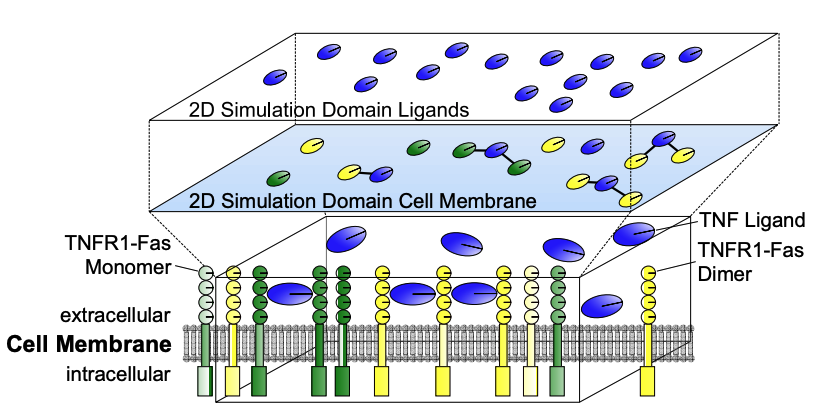 2D Simulation Domain Ligands
2D Simulation Domain Cell Membrane
TNF Ligand
TNFR1-Fas
Monomer
TNFR1-Fas
Dimer
extracellular
Cell Membrane
intracellular